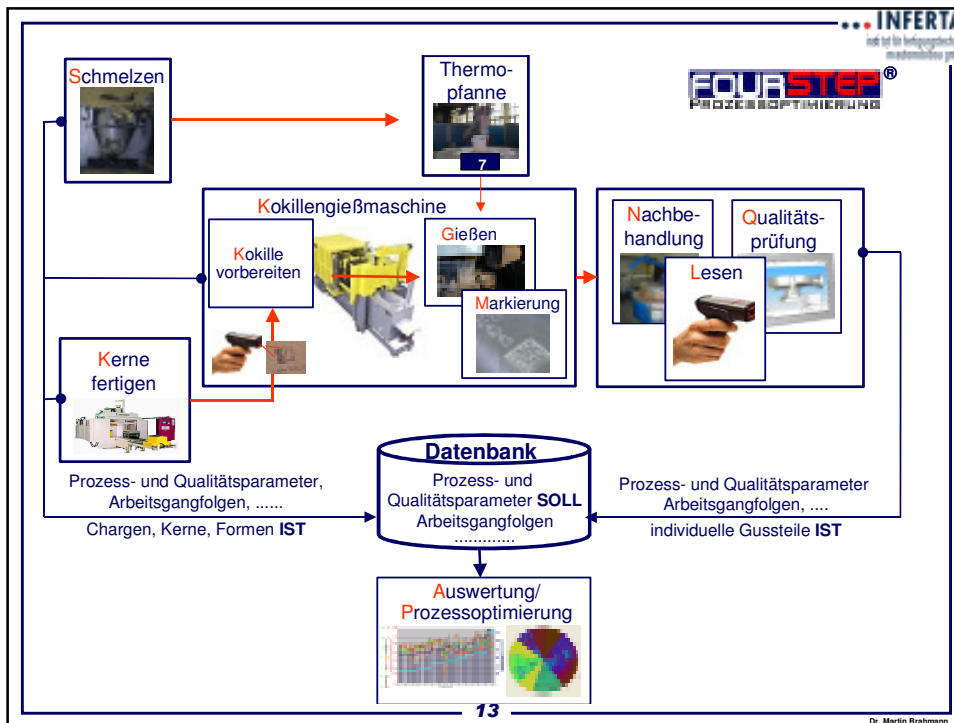 ... INFERTA
Schmelzen
Thermo-
pfanne
7
FOURSTEP®
PROZESSOPTIMIERUNG
Kokillengießmaschine
Kokille
vorbereiten
Gießen
Markierung
Nachbe-
handlung
Qualitäts-
prüfung
Lesen
Kerne
fertigen
Prozess- und Qualitätsparameter,
Arbeitsgangfolgen, ......
Chargen, Kerne, Formen IST
Datenbank
Prozess- und
Qualitätsparameter SOLL
Arbeitsgangfolgen
.............
Prozess- und Qualitätsparameter
Arbeitsgangfolgen, ....
individuelle Gussteile IST
Auswertung/
Prozessoptimierung
13
Dr. Martin Brahmann